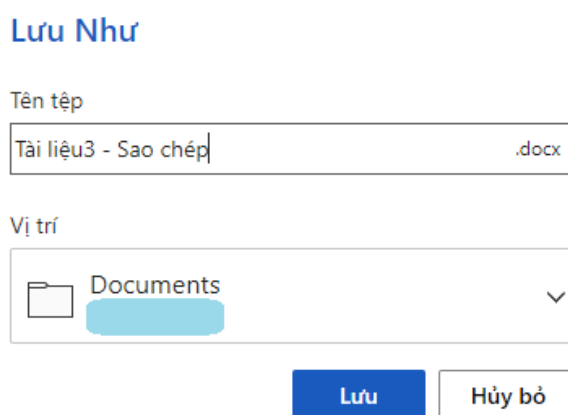 Lưu Như
Tên tệp
Tài liệu3 - Sao chép .docx
Vị trí
Documents
Lưu Hủy bỏ